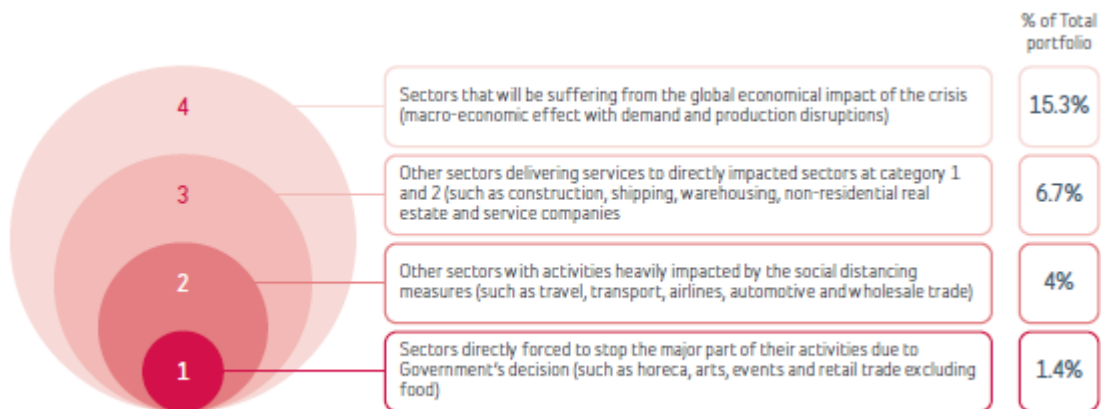 % of Total
portfolio
4
Sectors that will be suffering from the global economical impact of the crisis
(macro-economic effect with demand and production disruptions)
15.3%
3
Other sectors delivering services to directly impacted sectors at category 1
and 2 (such as construction, shipping, warehousing, non-residential real
estate and service companies
6.7%
2
Other sectors with activities heavily impacted by the social distancing
measures (such as travel, transport, airlines, automotive and wholesale trade)
4%
1
Sectors directly forced to stop the major part of their activities due to
Government's decision (such as horeca, arts, events and retail trade excluding
food)
1.4%